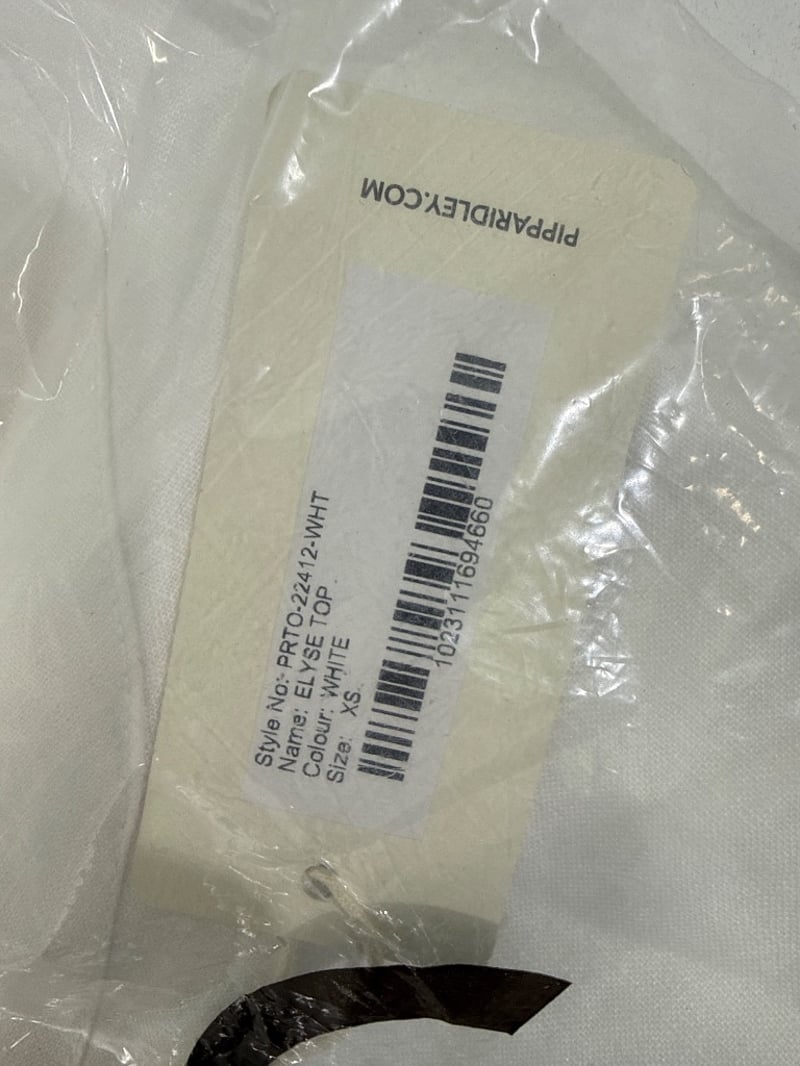 PIPPARIDLEY.COM
Style No: PRTO-22412-WHT
Name: ELYSE TOP
Colour: WHITE
Size: XS
1023111694660